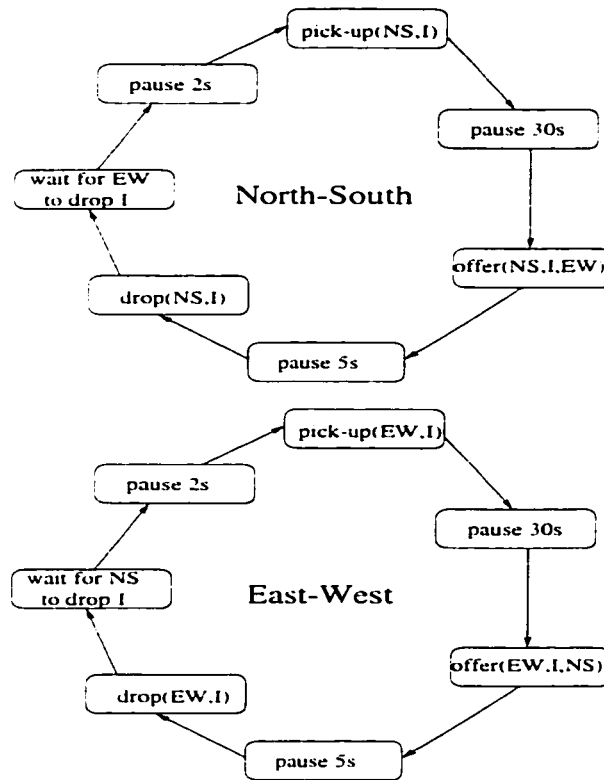 pick-up(NS,I)
pause 2s
pause 30s
wait for EW
to drop I
North-South
offer(NS,I,EW)
drop(NS,I)
pause 5s
pick-up(EW,I)
pause 2s
pause 30s
wait for NS
to drop I
East-West
offer(EW,I,NS)
drop(EW,I)
pause 5s